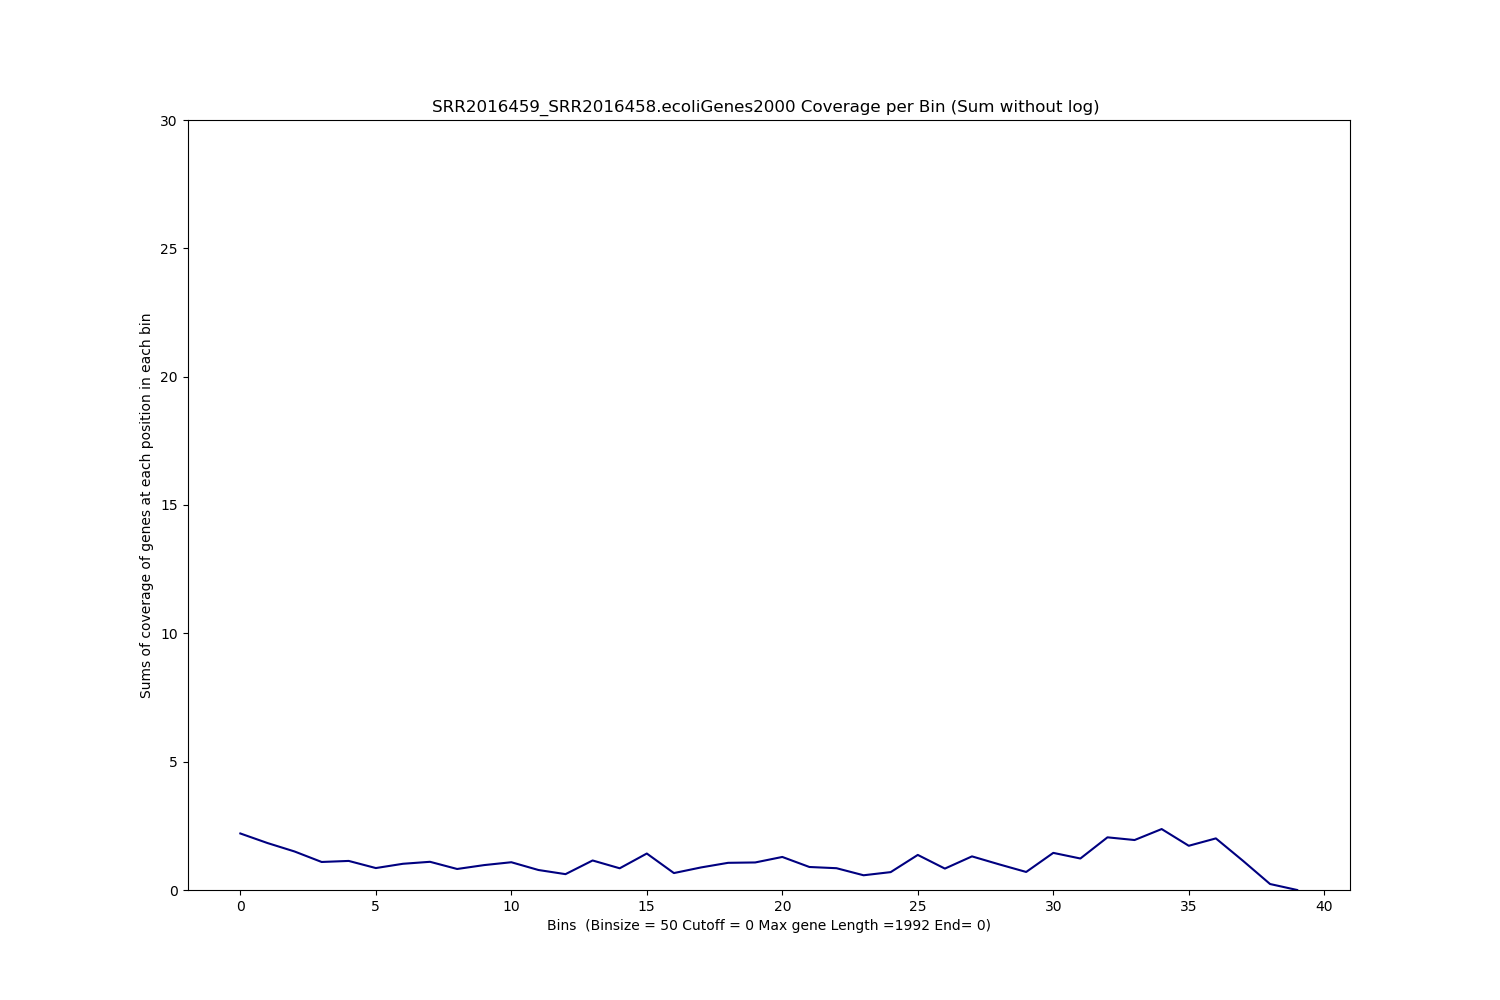 SRR2016459_SRR2016458.ecoliGenes2000 Coverage per Bin (Sum without log)
30
25
20
15
10
5
0
Sums of coverage of genes at each position in each bin
0 5 10 15 20 25 30 35 40
Bins  (Binsize = 50 Cutoff = 0 Max gene Length =1992 End= 0)